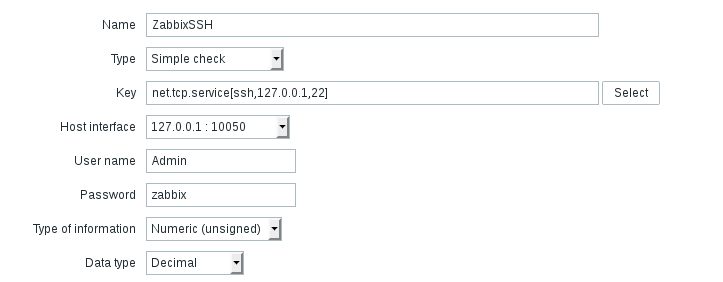 Name ZabbixSSH
Type Simple check
Key net.tcp.service[ssh,127.0.0.1,22] Select
Host interface 127.0.0.1 : 10050
User name Admin
Password zabbix
Type of information Numeric (unsigned)
Data type Decimal